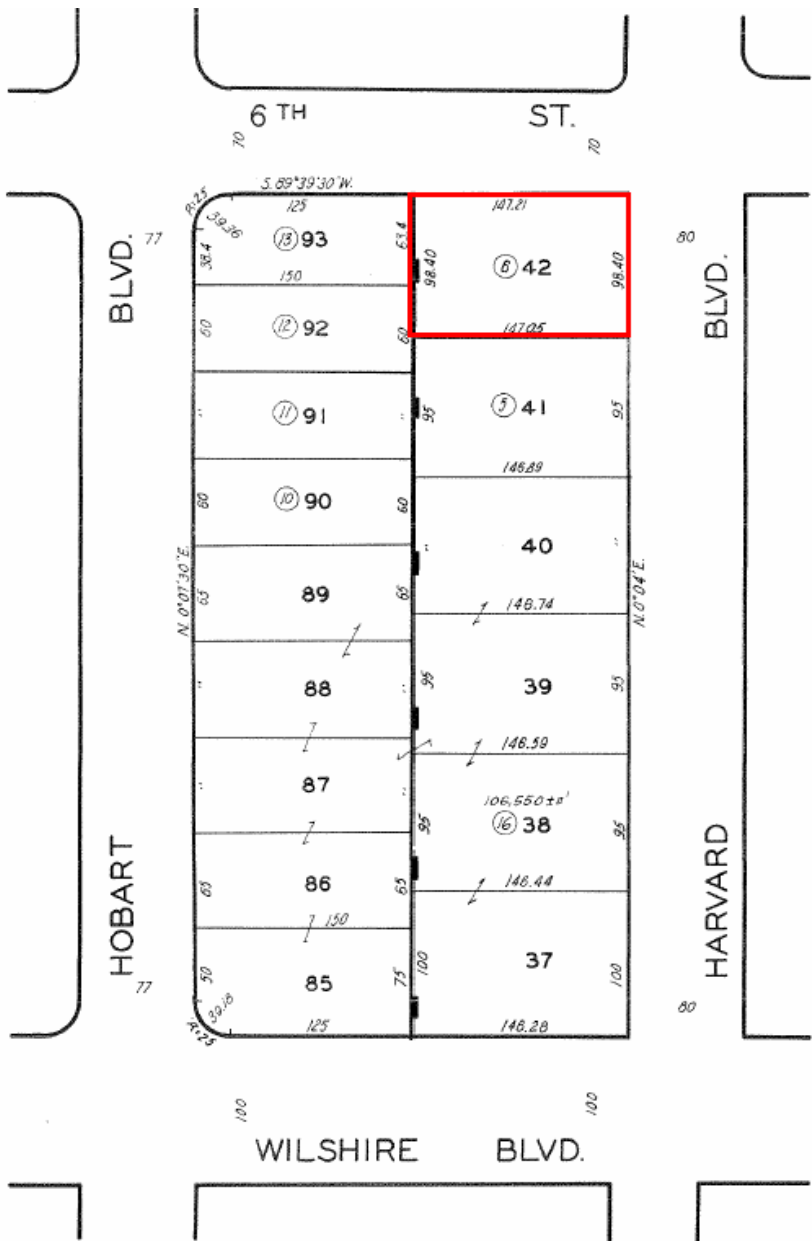 6TH ST.
70 70
S. 89°39'30" W.
R=25 125 147.21
39.36
77 38.4 13 93 63.4 98.40 6 42 98.40 80
BLVD. BLVD.
150
60 12 92 60 147.05
" 11 91 " 95 5 41 95
146.89
60 10 90 60
" 40 "
N. 0°07'30" E. N. 0°04' E.
65 89 65 146.74
" 88 " 95 39 95
146.59
" 87 " 106,550±□'
95 16 38 95
HOBART HARVARD
65 86 65 146.44
150
50 85 75 100 37 100
77 80
39.18
R=25 125 146.28
100 100
WILSHIRE BLVD.